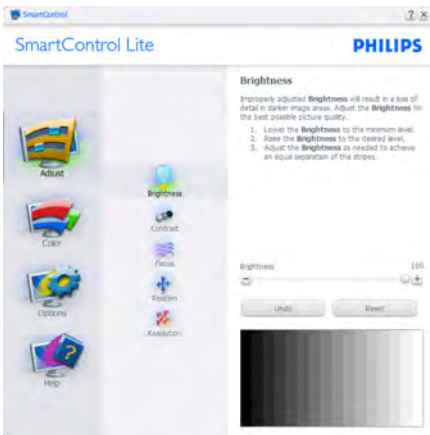 SmartControl
SmartControl Lite
PHILIPS
Adjust
Color
Options
Help
Brightness
Contrast
Focus
Position
Resolution
Brightness
Improperly adjusted Brightness will result in a loss of
detail in darker image areas. Adjust the Brightness
the best possible picture quality.
1. Lower the Brightness to the minimum level.
2. Raise the Brightness to the desired level.
3. Adjust the Brightness as needed to achieve
an equal separation of the stripes.
Brightness 100
Undo Reset